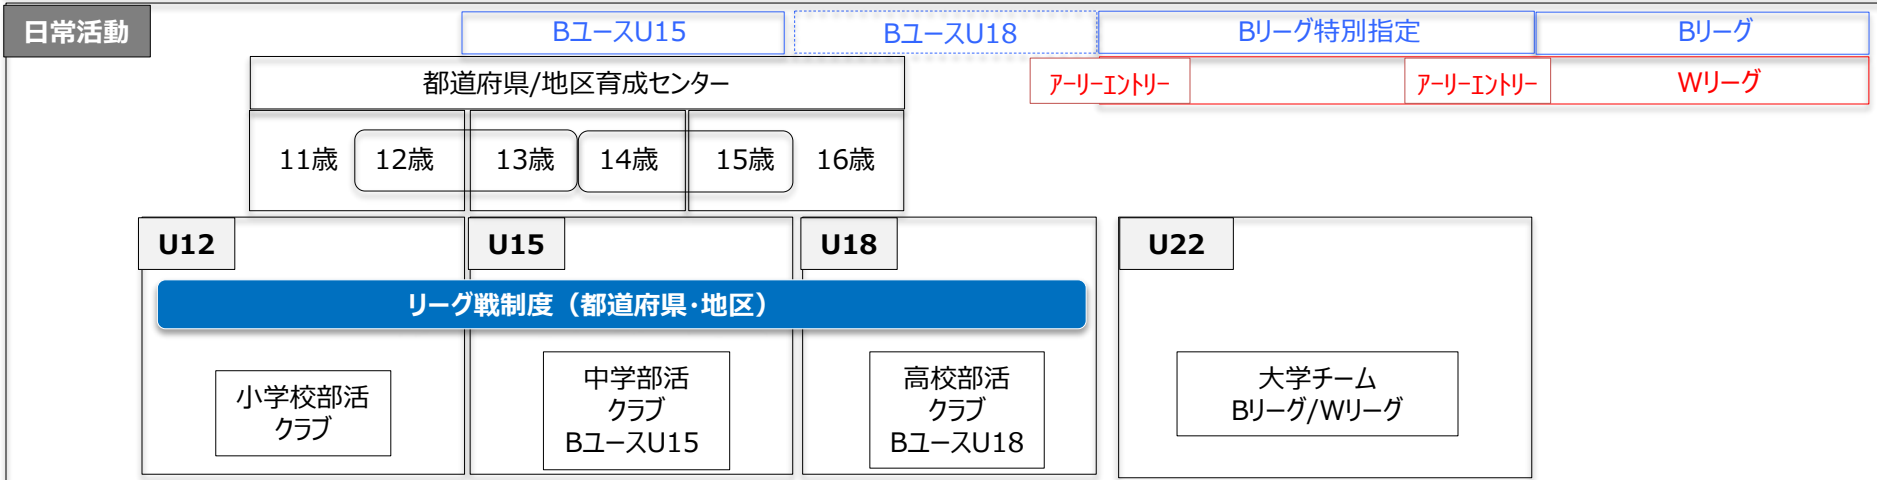 日常活動
BユースU15
BユースU18
Bリーグ特別指定
Bリーグ
アーリーエントリー
アーリーエントリー
Wリーグ
都道府県/地区育成センター
11歳
12歳
13歳
14歳
15歳
16歳
U12
U15
U18
U22
リーグ戦制度（都道府県・地区）
小学校部活
クラブ
中学部活
クラブ
BユースU15
高校部活
クラブ
BユースU18
大学チーム
Bリーグ/Wリーグ